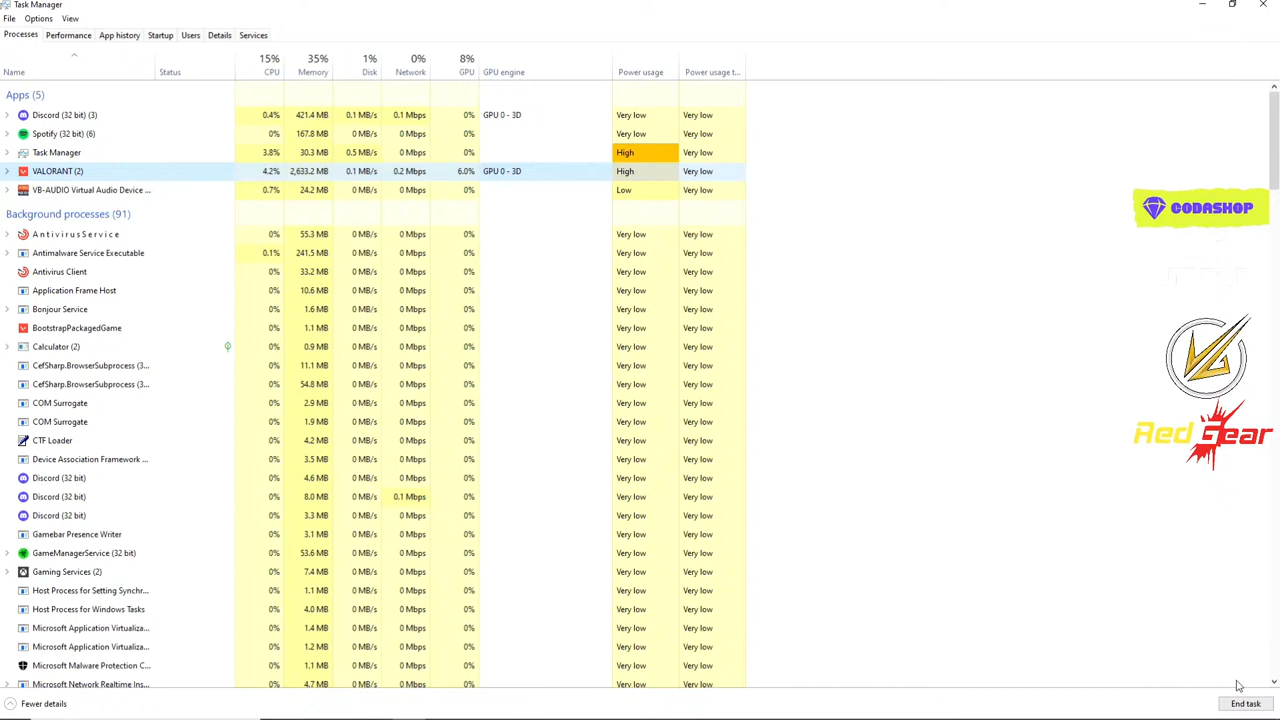 Task Manager
File Options View
Processes Performance App history Startup Users Details Services
15% 35% 1% 0% 8%
Name Status CPU Memory Disk Network GPU GPU engine Power usage Power usage t...
Apps (5)
Discord (32 bit) (3) 0.4% 421.4 MB 0.1 MB/s 0.1 Mbps 0% GPU 0 - 3D Very low Very low
Spotify (32 bit) (6) 0% 167.8 MB 0 MB/s 0 Mbps 0% Very low Very low
Task Manager 3.8% 30.3 MB 0.5 MB/s 0 Mbps 0% High Very low
VALORANT (2) 4.2% 2,633.2 MB 0.1 MB/s 0.2 Mbps 6.0% GPU 0 - 3D High Very low
VB-AUDIO Virtual Audio Device ... 0.7% 24.2 MB 0 MB/s 0 Mbps 0% Low Very low
Background processes (91)
A n t i v i r u s S e r v i c e 0% 55.3 MB 0 MB/s 0 Mbps 0% Very low Very low
Antimalware Service Executable 0.1% 241.5 MB 0 MB/s 0 Mbps 0% Very low Very low
Antivirus Client 0% 33.2 MB 0 MB/s 0 Mbps 0% Very low Very low
Application Frame Host 0% 10.6 MB 0 MB/s 0 Mbps 0% Very low Very low
Bonjour Service 0% 1.6 MB 0 MB/s 0 Mbps 0% Very low Very low
BootstrapPackagedGame 0% 1.1 MB 0 MB/s 0 Mbps 0% Very low Very low
Calculator (2) 0% 0.9 MB 0 MB/s 0 Mbps 0% Very low Very low
CefSharp.BrowserSubprocess (3... 0% 11.1 MB 0 MB/s 0 Mbps 0% Very low Very low
CefSharp.BrowserSubprocess (3... 0% 54.8 MB 0 MB/s 0 Mbps 0% Very low Very low
COM Surrogate 0% 2.9 MB 0 MB/s 0 Mbps 0% Very low Very low
COM Surrogate 0% 1.9 MB 0 MB/s 0 Mbps 0% Very low Very low
CTF Loader 0% 4.2 MB 0 MB/s 0 Mbps 0% Very low Very low
Device Association Framework ... 0% 3.5 MB 0 MB/s 0 Mbps 0% Very low Very low
Discord (32 bit) 0% 4.6 MB 0 MB/s 0 Mbps 0% Very low Very low
Discord (32 bit) 0% 8.0 MB 0 MB/s 0.1 Mbps 0% Very low Very low
Discord (32 bit) 0% 3.3 MB 0 MB/s 0 Mbps 0% Very low Very low
Gamebar Presence Writer 0% 3.1 MB 0 MB/s 0 Mbps 0% Very low Very low
GameManagerService (32 bit) 0% 53.6 MB 0 MB/s 0 Mbps 0% Very low Very low
Gaming Services (2) 0% 7.4 MB 0 MB/s 0 Mbps 0% Very low Very low
Host Process for Setting Synchr... 0% 1.1 MB 0 MB/s 0 Mbps 0% Very low Very low
Host Process for Windows Tasks 0% 4.0 MB 0 MB/s 0 Mbps 0% Very low Very low
Microsoft Application Virtualiza... 0% 1.4 MB 0 MB/s 0 Mbps 0% Very low Very low
Microsoft Application Virtualiza... 0% 1.2 MB 0 MB/s 0 Mbps 0% Very low Very low
Microsoft Malware Protection C... 0% 1.1 MB 0 MB/s 0 Mbps 0% Very low Very low
Microsoft Network Realtime Ins... 0% 4.7 MB 0 MB/s 0 Mbps 0% Very low Very low
Fewer details
End task
CODASHOP
Red Gear